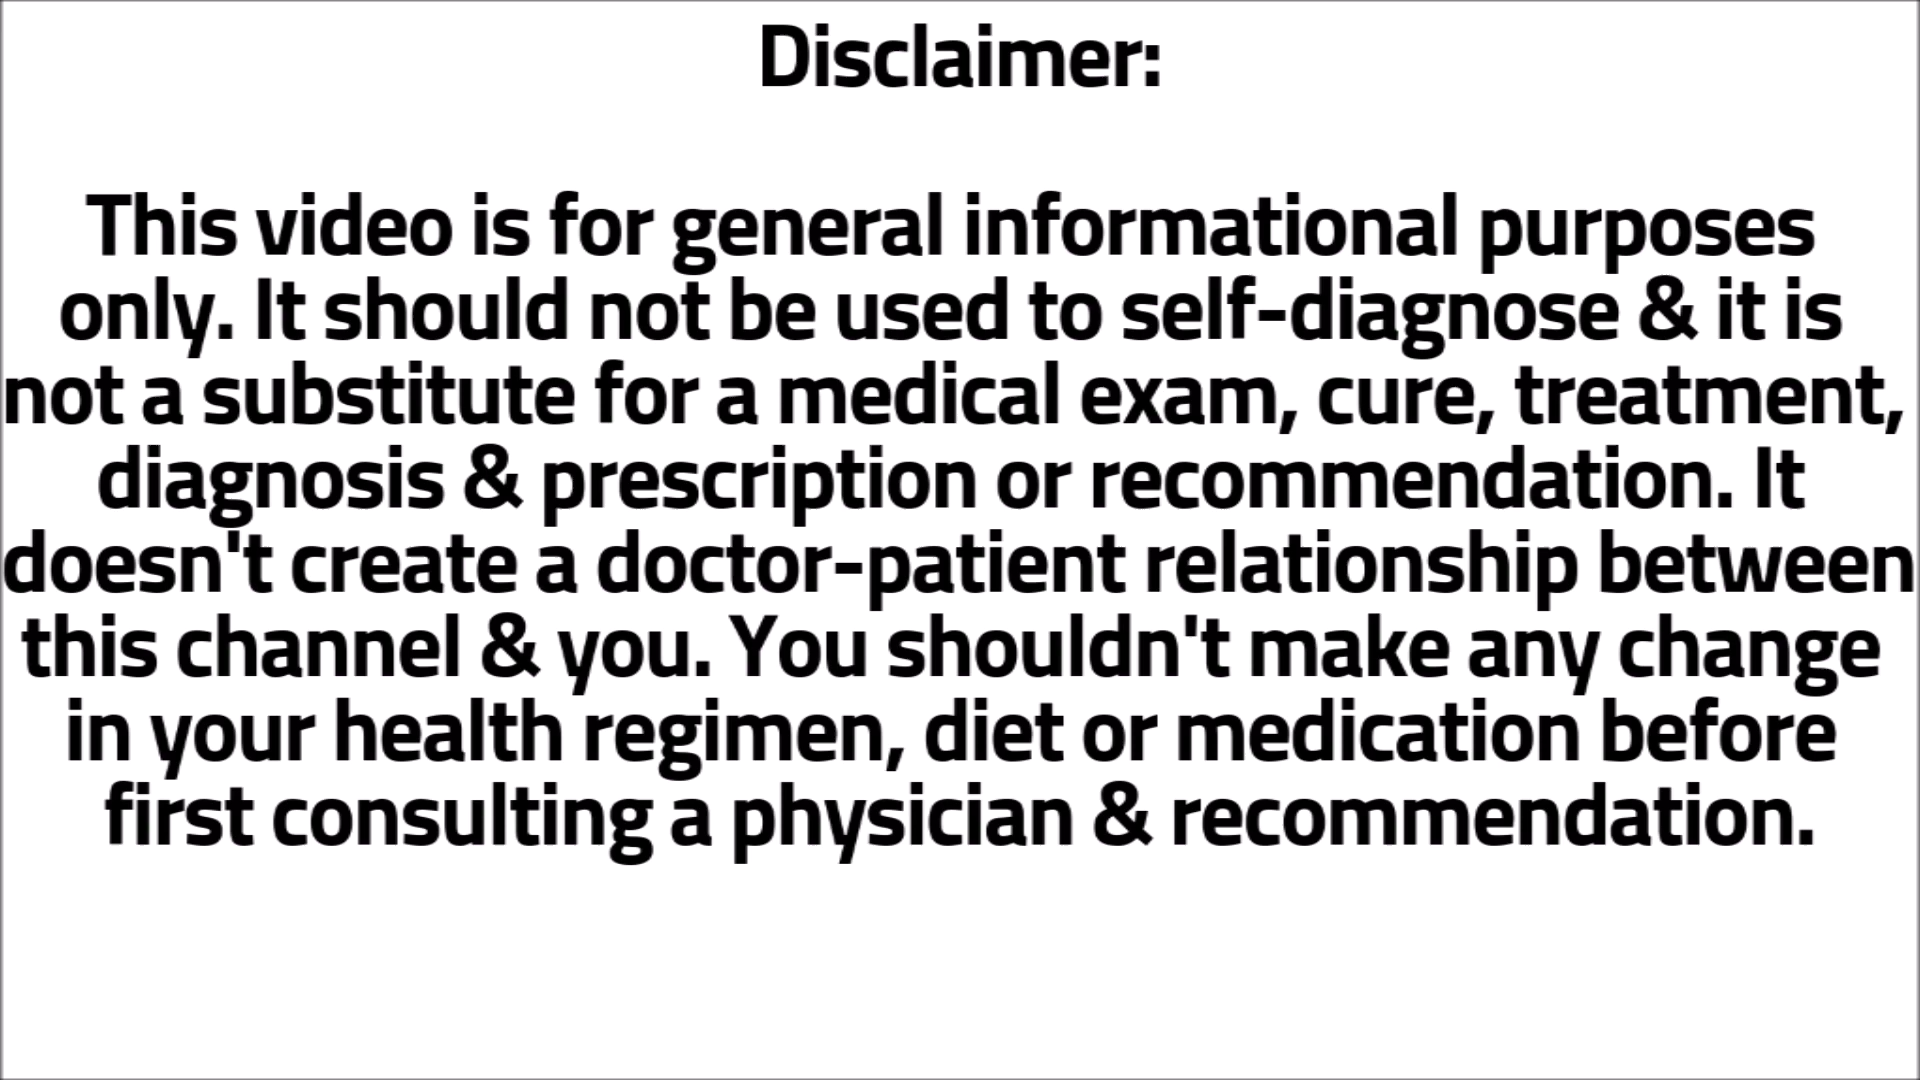 Disclaimer:
This video is for general informational purposes
only. It should not be used to self-diagnose & it is
not a substitute for a medical exam, cure, treatment,
diagnosis & prescription or recommendation. It
doesn't create a doctor-patient relationship between
this channel & you. You shouldn't make any change
in your health regimen, diet or medication before
first consulting a physician & recommendation.